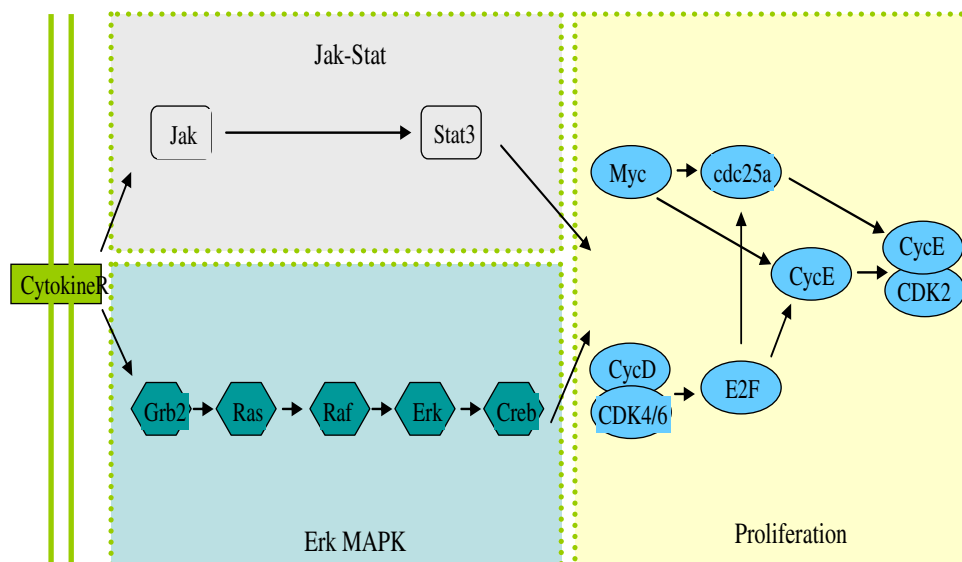 Jak-Stat
Jak
Stat3
CytokineR
Grb2
Ras
Raf
Erk
Creb
Erk MAPK
Myc
cdc25a
CycE
CycE
CDK2
CycD
CDK4/6
E2F
Proliferation